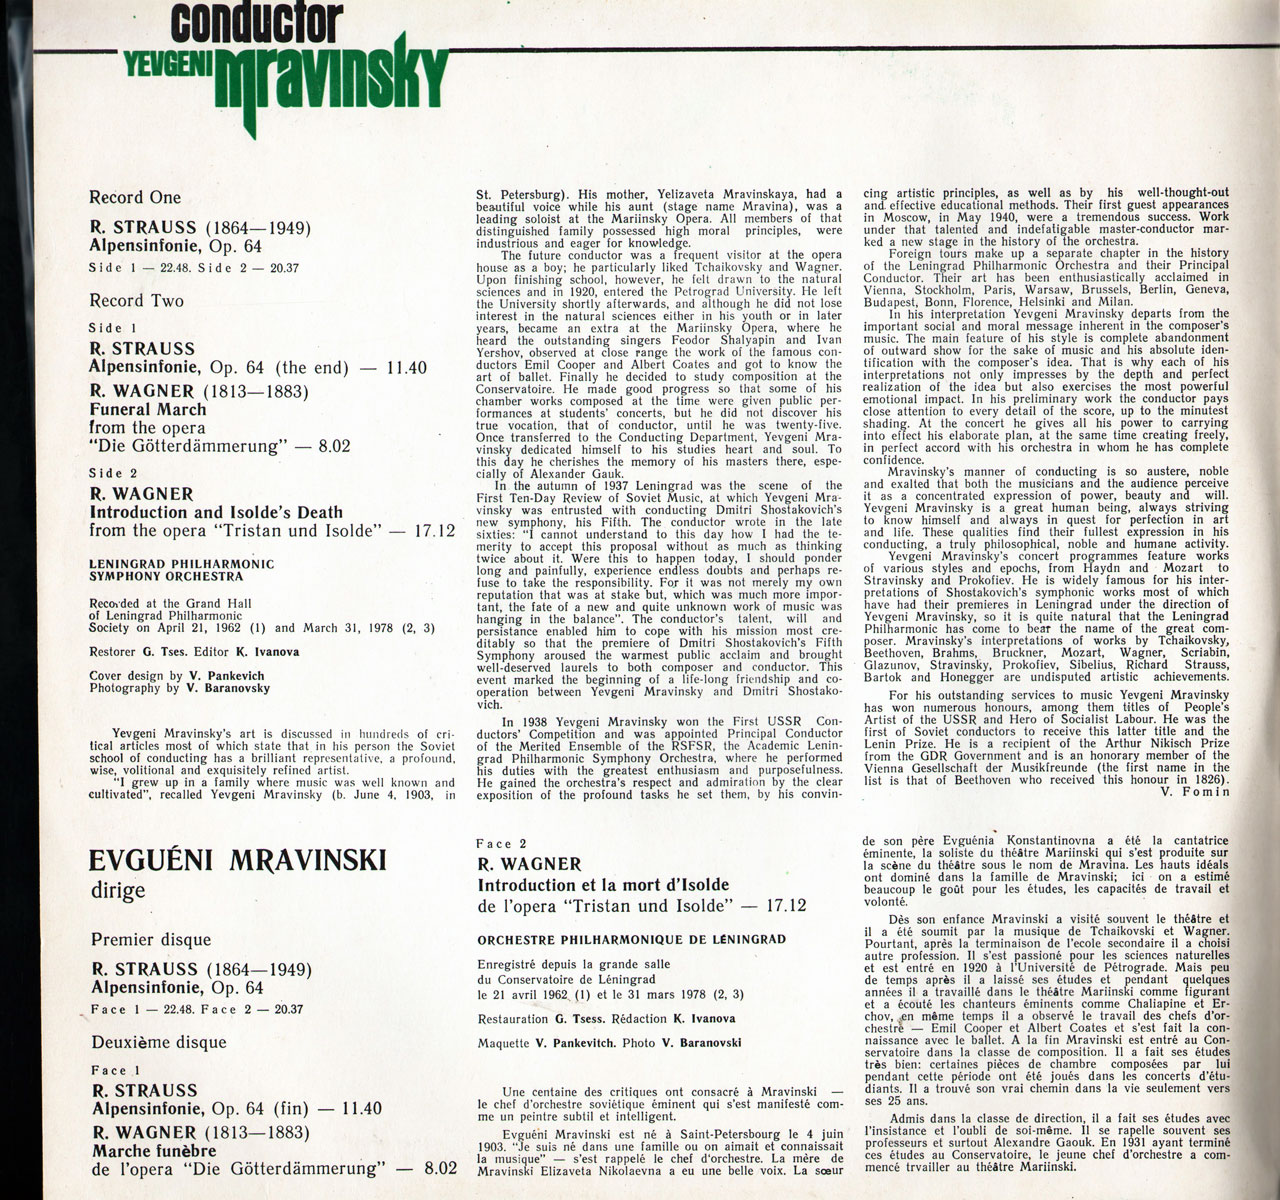 conductor
YEVGENI mravinsky
Record One
R. STRAUSS (1864—1949)
Alpensinfonie, Op. 64
Side 1 — 22.48. Side 2 — 20.37
Record Two
Side 1
R. STRAUSS
Alpensinfonie, Op. 64 (the end) — 11.40
R. WAGNER (1813—1883)
Funeral March
from the opera
“Die Götterdämmerung” — 8.02
Side 2
R. WAGNER
Introduction and Isolde’s Death
from the opera “Tristan und Isolde” — 17.12
LENINGRAD PHILHARMONIC
SYMPHONY ORCHESTRA
Recorded at the Grand Hall
of Leningrad Philharmonic
Society on April 21, 1962 (1) and March 31, 1978 (2, 3)
Restorer G. Tses. Editor K. Ivanova
Cover design by V. Pankevich
Photography by V. Baranovsky
Yevgeni Mravinsky’s art is discussed in hundreds of cri-
tical articles most of which state that in his person the Soviet
school of conducting has a brilliant representative, a profound,
wise, volitional and exquisitely refined artist.
“I grew up in a family where music was well known and
cultivated”, recalled Yevgeni Mravinsky (b. June 4, 1903, in
St. Petersburg). His mother, Yelizaveta Mravinskaya, had a
beautiful voice while his aunt (stage name Mravina), was a
leading soloist at the Mariinsky Opera. All members of that
distinguished family possessed high moral principles, were
industrious and eager for knowledge.
The future conductor was a frequent visitor at the opera
house as a boy; he particularly liked Tchaikovsky and Wagner.
Upon finishing school, however, he felt drawn to the natural
sciences and in 1920, entered the Petrograd University. He left
the University shortly afterwards, and although he did not lose
interest in the natural sciences either in his youth or in later
years, became an extra at the Mariinsky Opera, where he
heard the outstanding singers Feodor Shalyapin and Ivan
Yershov, observed at close range the work of the famous con-
ductors Emil Cooper and Albert Coates and got to know the
art of ballet. Finally he decided to study composition at the
Conservatoire. He made good progress so that some of his
chamber works composed at the time were given public per-
formances at students’ concerts, but he did not discover his
true vocation, that of conductor, until he was twenty-five.
Once transferred to the Conducting Department, Yevgeni Mra-
vinsky dedicated himself to his studies heart and soul. To
this day he cherishes the memory of his masters there, espe-
cially of Alexander Gauk.
In the autumn of 1937 Leningrad was the scene of the
First Ten-Day Review of Soviet Music, at which Yevgeni Mra-
vinsky was entrusted with conducting Dmitri Shostakovich’s
new symphony, his Fifth. The conductor wrote in the late
sixties: “I cannot understand to this day how I had the te-
merity to accept this proposal without as much as thinking
twice about it. Were this to happen today, I should ponder
long and painfully, experience endless doubts and perhaps re-
fuse to take the responsibility. For it was not merely my own
reputation that was at stake but, which was much more impor-
tant, the fate of a new and quite unknown work of music was
hanging in the balance”. The conductor’s talent, will and
persistence enabled him to cope with his mission most cre-
ditably so that the premiere of Dmitri Shostakovich’s Fifth
Symphony aroused the warmest public acclaim and brought
well-deserved laurels to both composer and conductor. This
event marked the beginning of a life-long friendship and co-
operation between Yevgeni Mravinsky and Dmitri Shostako-
vich.
In 1938 Yevgeni Mravinsky won the First USSR Con-
ductors’ Competition and was appointed Principal Conductor
of the Merited Ensemble of the RSFSR, the Academic Lenin-
grad Philharmonic Symphony Orchestra, where he performed
his duties with the greatest enthusiasm and purposefulness.
He gained the orchestra’s respect and admiration by the clear
exposition of the profound tasks he set them, by his convin-
cing artistic principles, as well as by his well-thought-out
and effective educational methods. Their first guest appearances
in Moscow, in May 1940, were a tremendous success. Work
under that talented and indefatigable master-conductor mar-
ked a new stage in the history of the orchestra.
Foreign tours make up a separate chapter in the history
of the Leningrad Philharmonic Orchestra and their Principal
Conductor. Their art has been enthusiastically acclaimed in
Vienna, Stockholm, Paris, Warsaw, Brussels, Berlin, Geneva,
Budapest, Bonn, Florence, Helsinki and Milan.
In his interpretation Yevgeni Mravinsky departs from the
important social and moral message inherent in the composer’s
music. The main feature of his style is complete abandonment
of outward show for the sake of music and his absolute iden-
tification with the composer’s idea. That is why each of his
interpretations not only impresses by the depth and perfect
realization of the idea but also exercises the most powerful
emotional impact. In his preliminary work the conductor pays
close attention to every detail of the score, up to the minutest
shading. At the concert he gives all his power to carrying
into effect his elaborate plan, at the same time creating freely,
in perfect accord with his orchestra in whom he has complete
confidence.
Mravinsky’s manner of conducting is so austere, noble
and exalted that both the musicians and the audience perceive
it as a concentrated expression of power, beauty and will.
Yevgeni Mravinsky is a great human being, always striving
to know himself and always in quest for perfection in art
and life. These qualities find their fullest expression in his
conducting, a truly philosophical, noble and humane activity.
Yevgeni Mravinsky’s concert programmes feature works
of various styles and epochs, from Haydn and Mozart to
Stravinsky and Prokofiev. He is widely famous for his inter-
pretations of Shostakovich’s symphonic works most of which
have had their premieres in Leningrad under the direction of
Yevgeni Mravinsky, so it is quite natural that the Leningrad
Philharmonic has come to bear the name of the great com-
poser. Mravinsky’s interpretations of works by Tchaikovsky,
Beethoven, Brahms, Bruckner, Mozart, Wagner, Scriabin,
Glazunov, Stravinsky, Prokofiev, Sibelius, Richard Strauss,
Bartok and Honegger are undisputed artistic achievements.
For his outstanding services to music Yevgeni Mravinsky
has won numerous honours, among them titles of People’s
Artist of the USSR and Hero of Socialist Labour. He was the
first of Soviet conductors to receive this latter title and the
Lenin Prize. He is a recipient of the Arthur Nikisch Prize
from the GDR Government and is an honorary member of the
Vienna Gesellschaft der Musikfreunde (the first name in the
list is that of Beethoven who received this honour in 1826).
V. Fomin
EVGUÉNI MRAVINSKI
dirige
Premier disque
R. STRAUSS (1864—1949)
Alpensinfonie, Op. 64
Face 1 — 22.48. Face 2 — 20.37
Deuxième disque
Face 1
R. STRAUSS
Alpensinfonie, Op. 64 (fin) — 11.40
R. WAGNER (1813—1883)
Marche funèbre
de l’opera “Die Götterdämmerung” — 8.02
Face 2
R. WAGNER
Introduction et la mort d’Isolde
de l’opera “Tristan und Isolde” — 17.12
ORCHESTRE PHILHARMONIQUE DE LÉNINGRAD
Enregistré depuis la grande salle
du Conservatoire de Léningrad
le 21 avril 1962 (1) et le 31 mars 1978 (2, 3)
Restauration G. Tsess. Rédaction K. Ivanova
Maquette V. Pankevitch. Photo V. Baranovski
Une centaine des critiques ont consacré à Mravinski —
le chef d’orchestre soviétique éminent qui s’est manifesté com-
me un peintre subtil et intelligent.
Evguéni Mravinski est né à Saint-Petersbourg le 4 juin
1903. “Je suis né dans une famille ou on aimait et connaissait
la musique” — s’est rappelé le chef d’orchestre. La mère de
Mravinski Elizaveta Nikolaevna a eu une belle voix. La sœur
de son père Evguénia Konstantinovna a été la cantatrice
éminente, la soliste du théâtre Mariinski qui s’est produite sur
la scène du théâtre sous le nom de Mravina. Les hauts idéals
ont dominé dans la famille de Mravinski; ici on a estimé
beaucoup le goût pour les études, les capacités de travail et
volonté.
Dès son enfance Mravinski a visité souvent le théâtre et
il a été soumit par la musique de Tchaikovski et Wagner.
Pourtant, après la terminaison de l’ecole secondaire il a choisi
autre profession. Il s’est passioné pour les sciences naturelles
et est entré en 1920 à l’Université de Pétrograde. Mais peu
de temps après il a laissé ses études et pendant quelques
années il a travaillé dans le théâtre Mariinski comme figurant
et a écouté les chanteurs éminents comme Chaliapine et Er-
chov, en même temps il a observé le travail des chefs d’or-
chestre — Emil Cooper et Albert Coates et s’est fait la con-
naissance avec le ballet. A la fin Mravinski est entré au Con-
servatoire dans la classe de composition. Il a fait ses études
très bien: certaines pièces de chambre composées par lui
pendant cette période ont été joués dans les concerts d’étu-
diants. Il a trouvé son vrai chemin dans la vie seulement vers
ses 25 ans.
Admis dans la classe de direction, il a fait ses études avec
l’insistance et l’oubli de soi-même. Il se rapelle souvent ses
professeurs et surtout Alexandre Gaouk. En 1931 ayant terminé
ces études au Conservatoire, le jeune chef d’orchestre a com-
mencé trvailler au théâtre Mariinski.